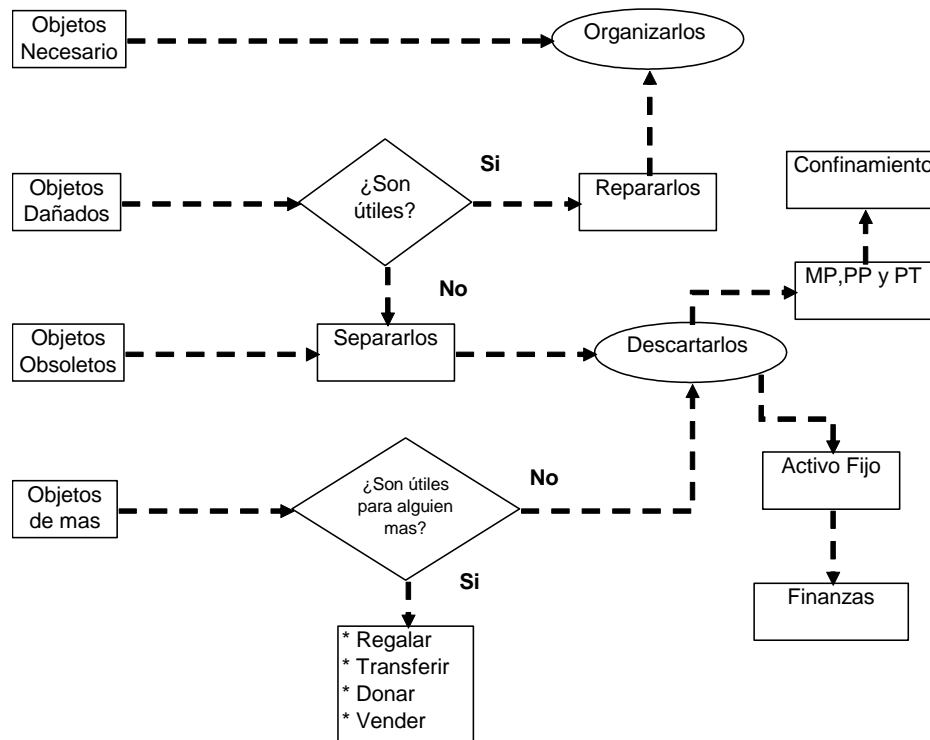 Objetos
Necesario
Organizarlos
Objetos
Dañados
¿Son
útiles?
Si
Repararlos
Confinamiento
MP,PP y PT
No
Objetos
Obsoletos
Separarlos
Descartarlos
Activo Fijo
Objetos
de mas
¿Son útiles
para alguien
mas?
No
Si
Finanzas
* Regalar
* Transferir
* Donar
* Vender